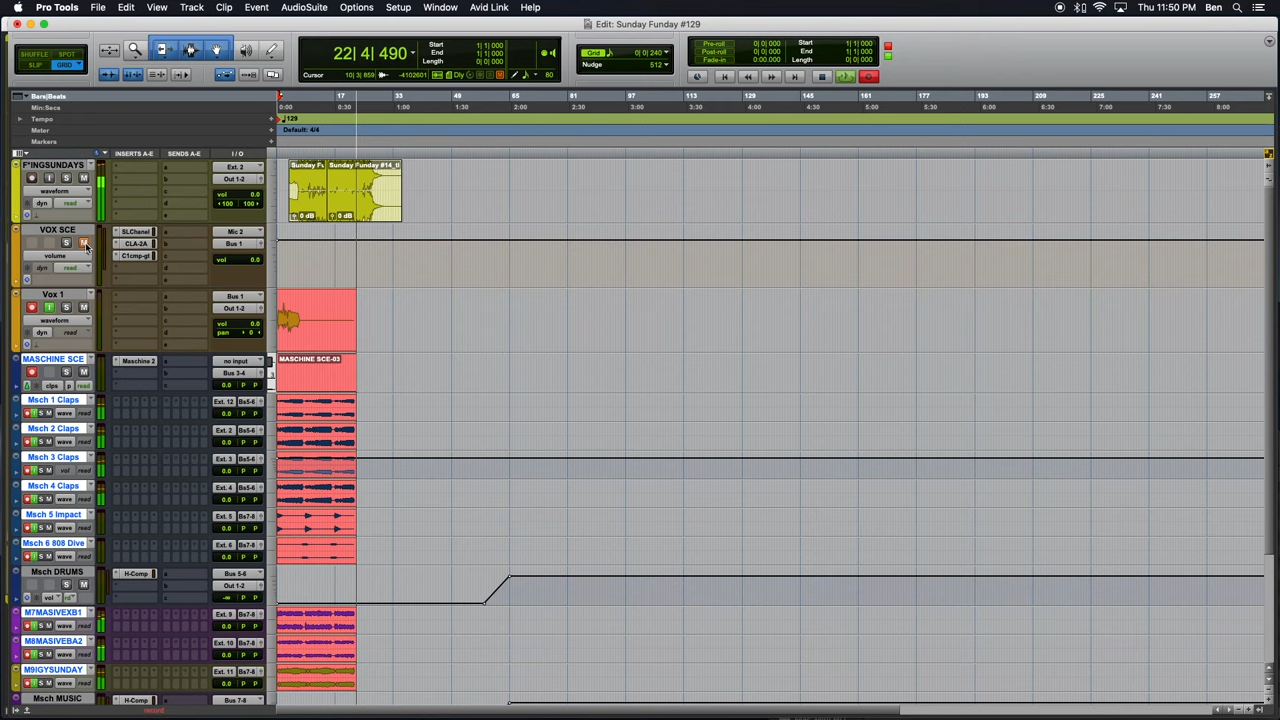 Pro Tools File Edit View Track Clip Event AudioSuite Options Setup Window Avid Link Help Thu 11:50 PM Ben
Edit: Sunday Funday #129
SHUFFLE SPOT
SLIP GRID
22| 4| 490
Start 1| 1| 000
End 1| 1| 000
Length 0| 0| 000
Cursor 10| 3| 859 -4102601 Dly 80
Grid 0| 0| 240
Nudge 512
Pre-roll 0| 0| 000
Post-roll 0| 0| 000
Fade-in 0| 0| 000
Start 1| 1| 000
End 1| 1| 000
Length 0| 0| 000
Bars|Beats 17 33 49 65 81 97 113 129 145 161 177 193 209 225 241 257
Min:Secs 0:00 0:30 1:00 1:30 2:00 2:30 3:00 3:30 4:00 4:30 5:00 5:30 6:00 6:30 7:00 7:30 8:00
Tempo 129
Meter Default: 4/4
Markers
INSERTS A-E SENDS A-E I / O
F*INGSUNDAYS a Ext. 2
I S M b Out 1-2
waveform c vol 0.0
dyn read d 100 100
e
Sunday Fu Sunday Funday #14_t
0 dB 0 dB
VOX SCE SLChanel a Mic 2
S M CLA-2A b Bus 1
volume C1cmp-gt c vol 0.0
dyn read d
e
Vox 1 a Bus 1
I S M b Out 1-2
waveform c vol 0.0
dyn read d pan 0
e
MASCHINE SCE Maschine 2 a no input
S M b Bus 3-4
clps p read c 0.0 P P
MASCHINE SCE-03
Msch 1 Claps Ext. 12 Bs5-6
I S M wave read 0.0 P P
Msch 2 Claps Ext. 2 Bs5-6
I S M wave read 0.0 P P
Msch 3 Claps Ext. 3 Bs5-6
I S M vol read 0.0 P P
Msch 4 Claps Ext. 4 Bs5-6
I S M wave read 0.0 P P
Msch 5 Impact Ext. 5 Bs7-8
I S M wave read 0.0 P P
Msch 6 808 Dive Ext. 6 Bs7-8
I S M wave read 0.0 P P
Msch DRUMS H-Comp a Bus 5-6
S M b Out 1-2
vol rd c -∞ P P
M7MASIVEXB1 Ext. 9 Bs7-8
I S M wave read 0.0 P P
M8MASIVEBA2 Ext. 10 Bs7-8
I S M wave read 0.0 P P
M9IGYSUNDAY Ext. 11 Bs7-8
I S M wave read 0.0 P P
Msch MUSIC H-Comp a Bus 7-8
record